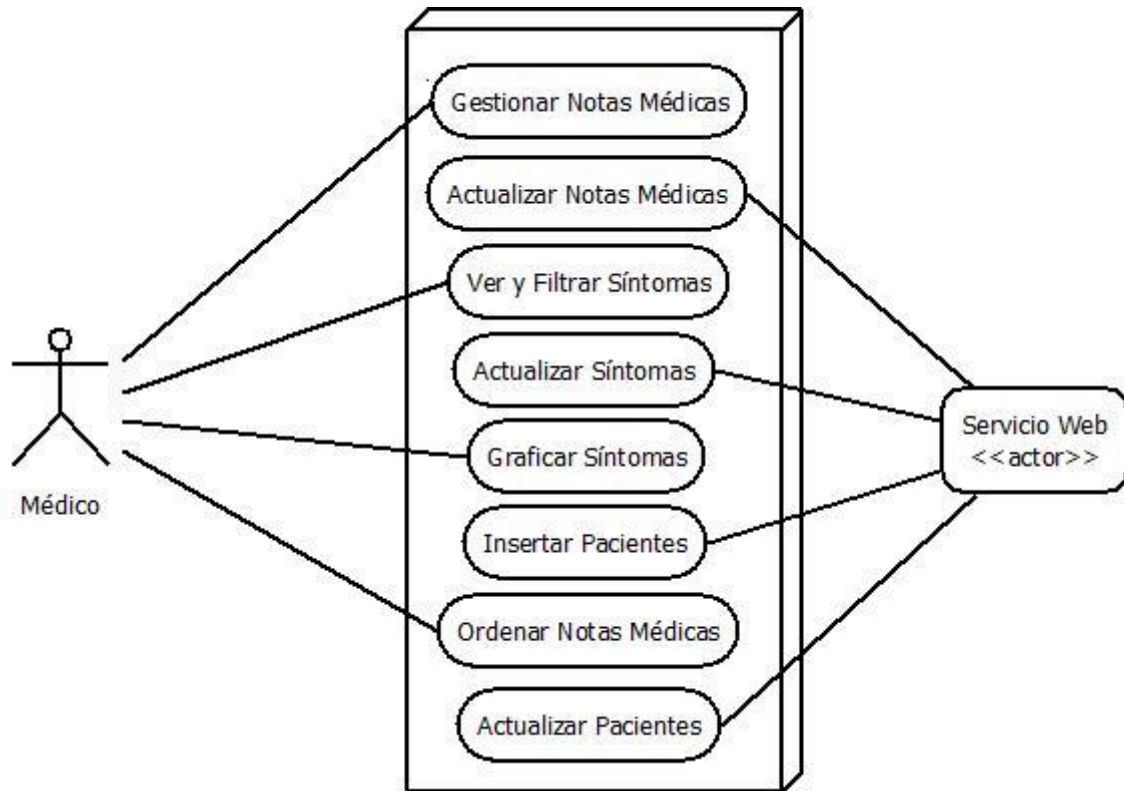 Gestionar Notas Médicas
Actualizar Notas Médicas
Ver y Filtrar Síntomas
Actualizar Síntomas
Graficar Síntomas
Insertar Pacientes
Ordenar Notas Médicas
Actualizar Pacientes
Médico
Servicio Web
<<actor>>